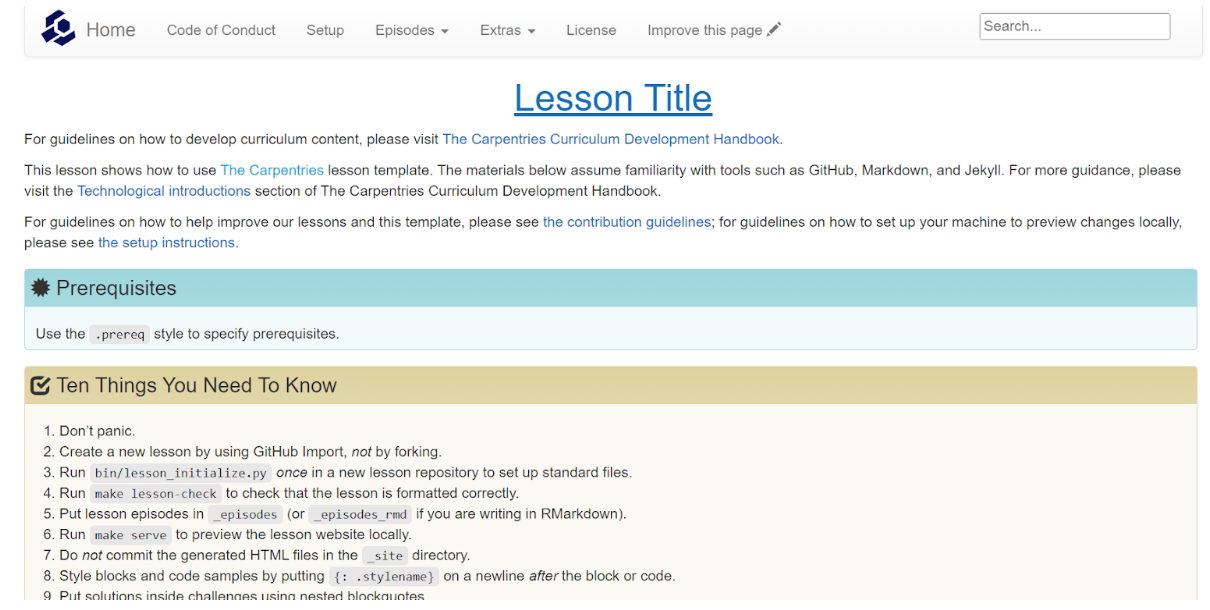 Home Code of Conduct Setup Episodes Extras License Improve this page Search...
Lesson Title
For guidelines on how to develop curriculum content, please visit The Carpentries Curriculum Development Handbook.
This lesson shows how to use The Carpentries lesson template. The materials below assume familiarity with tools such as GitHub, Markdown, and Jekyll. For more guidance, please
visit the Technological introductions section of The Carpentries Curriculum Development Handbook.
For guidelines on how to help improve our lessons and this template, please see the contribution guidelines; for guidelines on how to set up your machine to preview changes locally,
please see the setup instructions.
Prerequisites
Use the .prereq style to specify prerequisites.
Ten Things You Need To Know
1. Don’t panic.
2. Create a new lesson by using GitHub Import, not by forking.
3. Run bin/lesson_initialize.py once in a new lesson repository to set up standard files.
4. Run make lesson-check to check that the lesson is formatted correctly.
5. Put lesson episodes in _episodes (or _episodes_rmd if you are writing in RMarkdown).
6. Run make serve to preview the lesson website locally.
7. Do not commit the generated HTML files in the _site directory.
8. Style blocks and code samples by putting {: .stylename} on a newline after the block or code.
9. Put solutions inside challenges using nested blockquotes